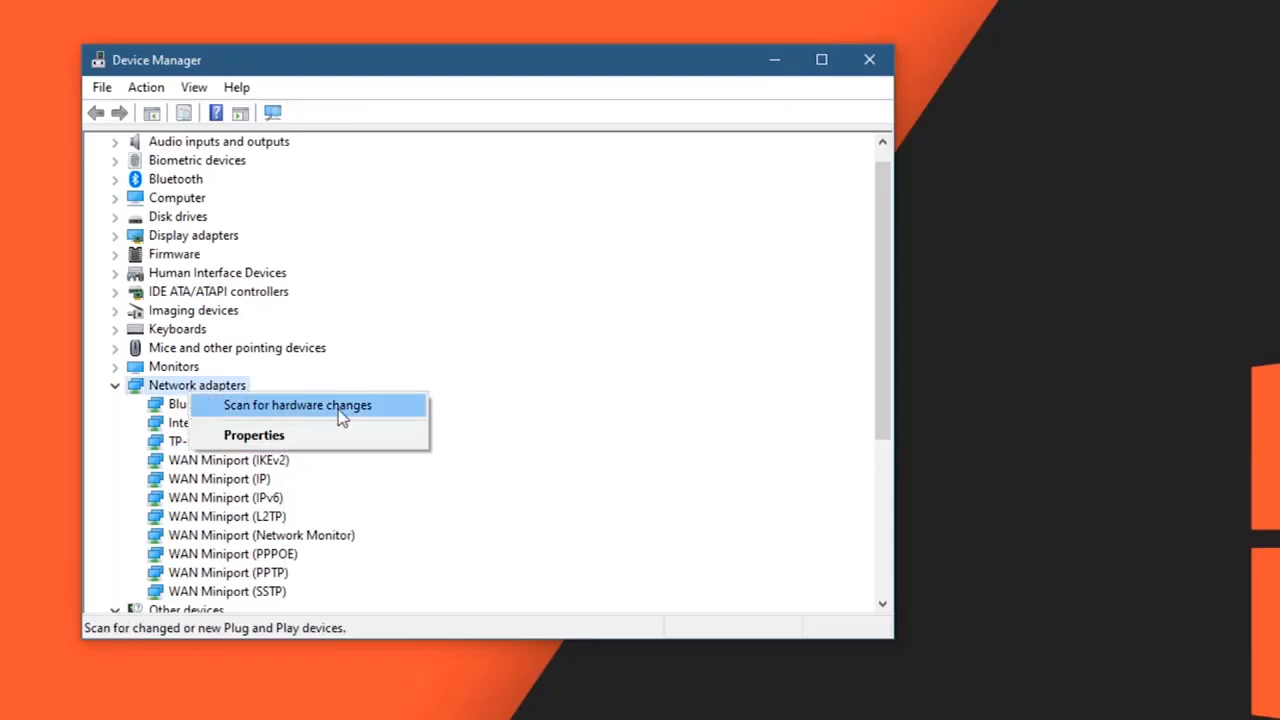 Device Manager
File Action View Help
Audio inputs and outputs
Biometric devices
Bluetooth
Computer
Disk drives
Display adapters
Firmware
Human Interface Devices
IDE ATA/ATAPI controllers
Imaging devices
Keyboards
Mice and other pointing devices
Monitors
Network adapters
Blu
Scan for hardware changes
Inte
Properties
TP-
WAN Miniport (IKEv2)
WAN Miniport (IP)
WAN Miniport (IPv6)
WAN Miniport (L2TP)
WAN Miniport (Network Monitor)
WAN Miniport (PPPOE)
WAN Miniport (PPTP)
WAN Miniport (SSTP)
Other devices
Scan for changed or new Plug and Play devices.